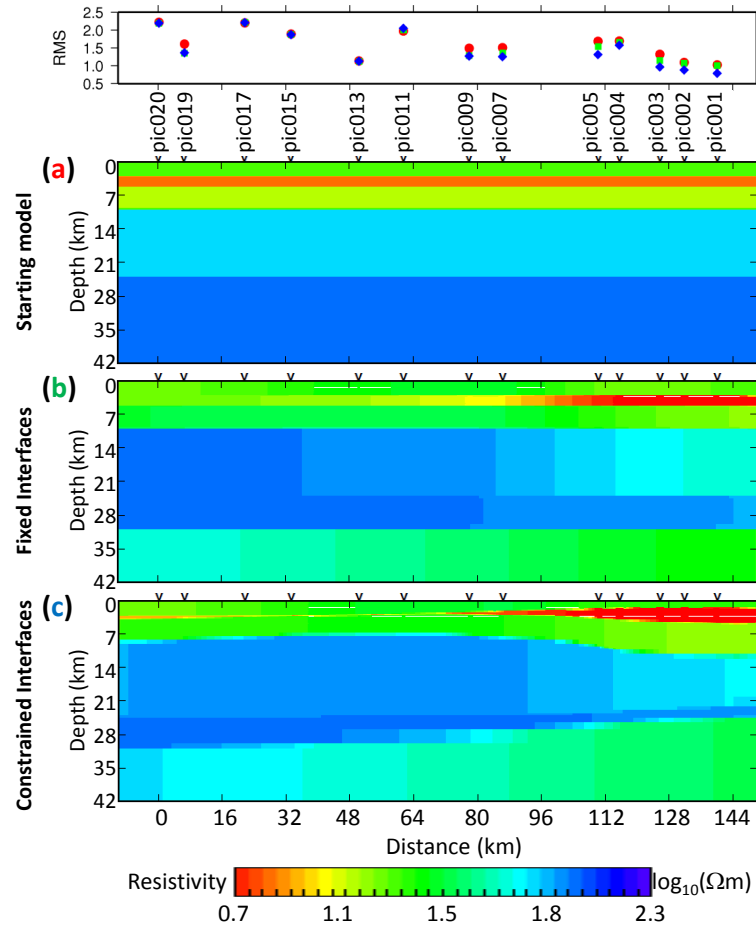 2.5
2.0
1.5
1.0
0.5
RMS
pic020
pic019
pic017
pic015
pic013
pic011
pic009
pic007
pic005
pic004
pic003
pic002
pic001
(a)
Starting model
Depth (km)
0
7
14
21
28
35
42
(b)
Fixed Interfaces
Depth (km)
0
7
14
21
28
35
42
(c)
Constrained Interfaces
Depth (km)
0
7
14
21
28
35
42
0 16 32 48 64 80 96 112 128 144
Distance (km)
Resistivity log10(Ωm)
0.7 1.1 1.5 1.8 2.3